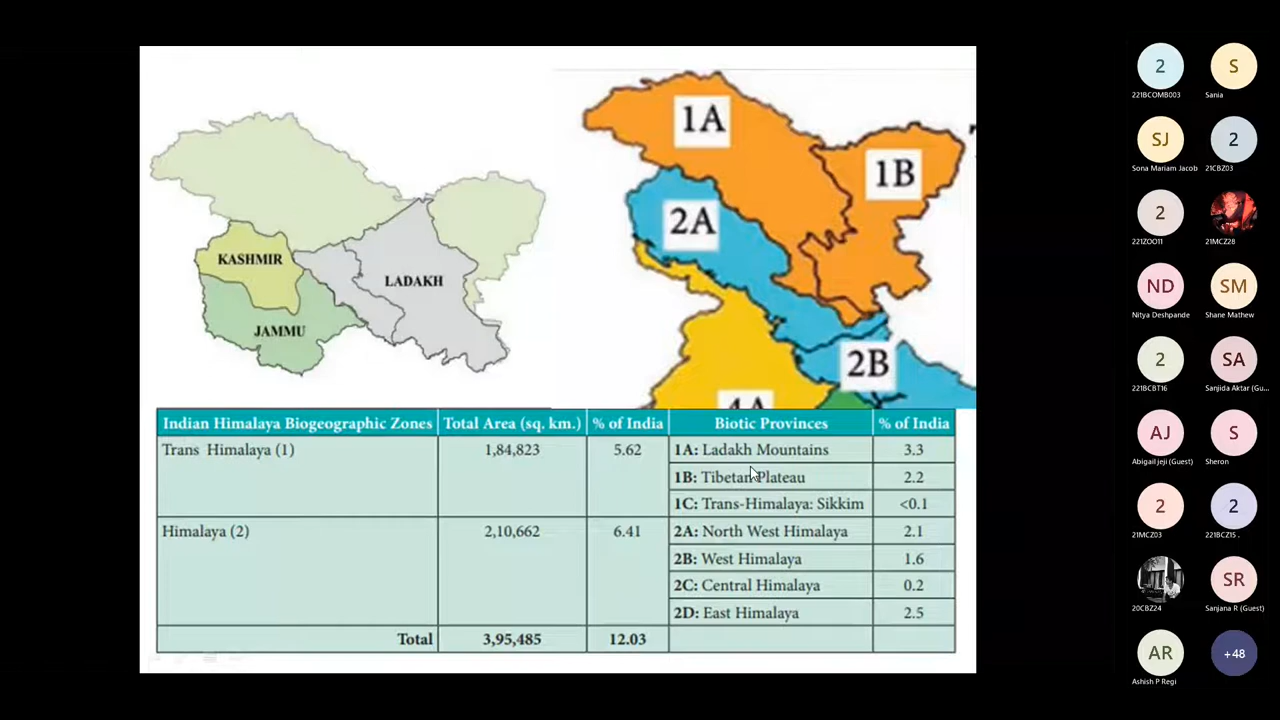 KASHMIR
LADAKH
JAMMU
1A
1B
2A
2B
4A
Indian Himalaya Biogeographic Zones Total Area (sq. km.) % of India Biotic Provinces % of India
Trans Himalaya (1) 1,84,823 5.62 1A: Ladakh Mountains 3.3
1B: Tibetan Plateau 2.2
1C: Trans-Himalaya: Sikkim <0.1
Himalaya (2) 2,10,662 6.41 2A: North West Himalaya 2.1
2B: West Himalaya 1.6
2C: Central Himalaya 0.2
2D: East Himalaya 2.5
Total 3,95,485 12.03
2 S
221BCOMB003 Sania
SJ 2
Sona Mariam Jacob 21CBZ03
2
221ZOO11 21MCZ28
ND SM
Nitya Deshpande Shane Mathew
2 SA
221BCBT16 Sanjida Aktar (Gu...
AJ S
Abigail jeji (Guest) Sheron
2 2
21MCZ03 221BCZ15 .
SR
20CBZ24 Sanjana R (Guest)
AR +48
Ashish P Regi